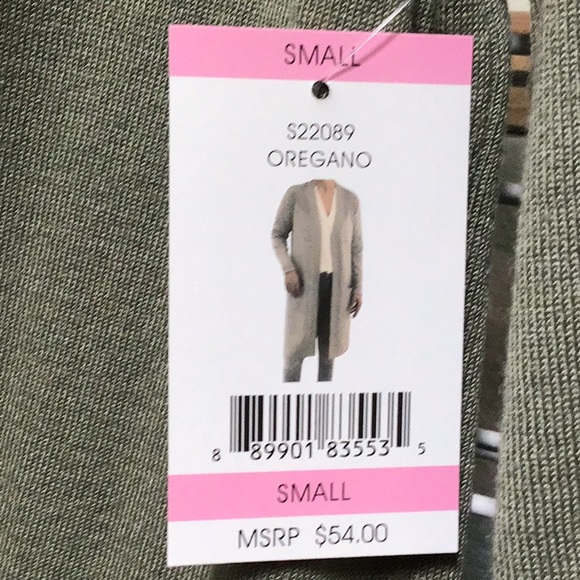 SMALL
S22089
OREGANO
8 89901 83553 5
SMALL
MSRP $54.00